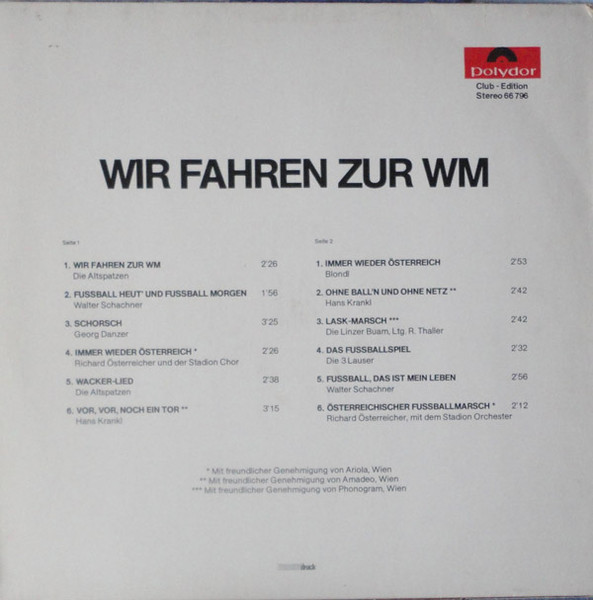 polydor
Club - Edition
Stereo 66 796
WIR FAHREN ZUR WM
Seite 1
1. WIR FAHREN ZUR WM 2'26
Die Altspatzen
2. FUSSBALL HEUT' UND FUSSBALL MORGEN 1'56
Walter Schachner
3. SCHORSCH 3'25
Georg Danzer
4. IMMER WIEDER ÖSTERREICH * 2'26
Richard Österreicher und der Stadion Chor
5. WACKER-LIED 2'38
Die Altspatzen
6. VOR, VOR, NOCH EIN TOR ** 3'15
Hans Krankl
Seite 2
1. IMMER WIEDER ÖSTERREICH 2'53
Blondl
2. OHNE BALL'N UND OHNE NETZ ** 2'42
Hans Krankl
3. LASK-MARSCH *** 2'42
Die Linzer Buam, Ltg. R. Thaller
4. DAS FUSSBALLSPIEL 2'32
Die 3 Lauser
5. FUSSBALL, DAS IST MEIN LEBEN 2'56
Walter Schachner
6. ÖSTERREICHISCHER FUSSBALLMARSCH * 2'12
Richard Österreicher, mit dem Stadion Orchester
* Mit freundlicher Genehmigung von Ariola, Wien
** Mit freundlicher Genehmigung von Amadeo, Wien
*** Mit freundlicher Genehmigung von Phonogram, Wien
druck